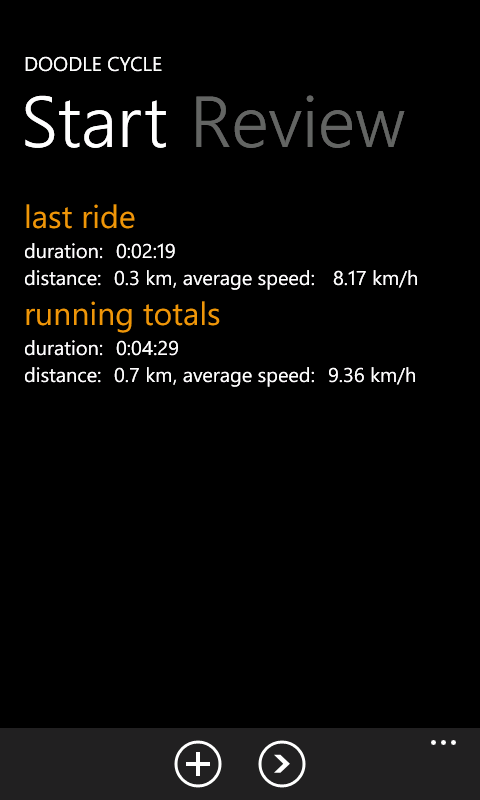 DOODLE CYCLE
Start Review
last ride
duration: 0:02:19
distance: 0.3 km, average speed: 8.17 km/h
running totals
duration: 0:04:29
distance: 0.7 km, average speed: 9.36 km/h